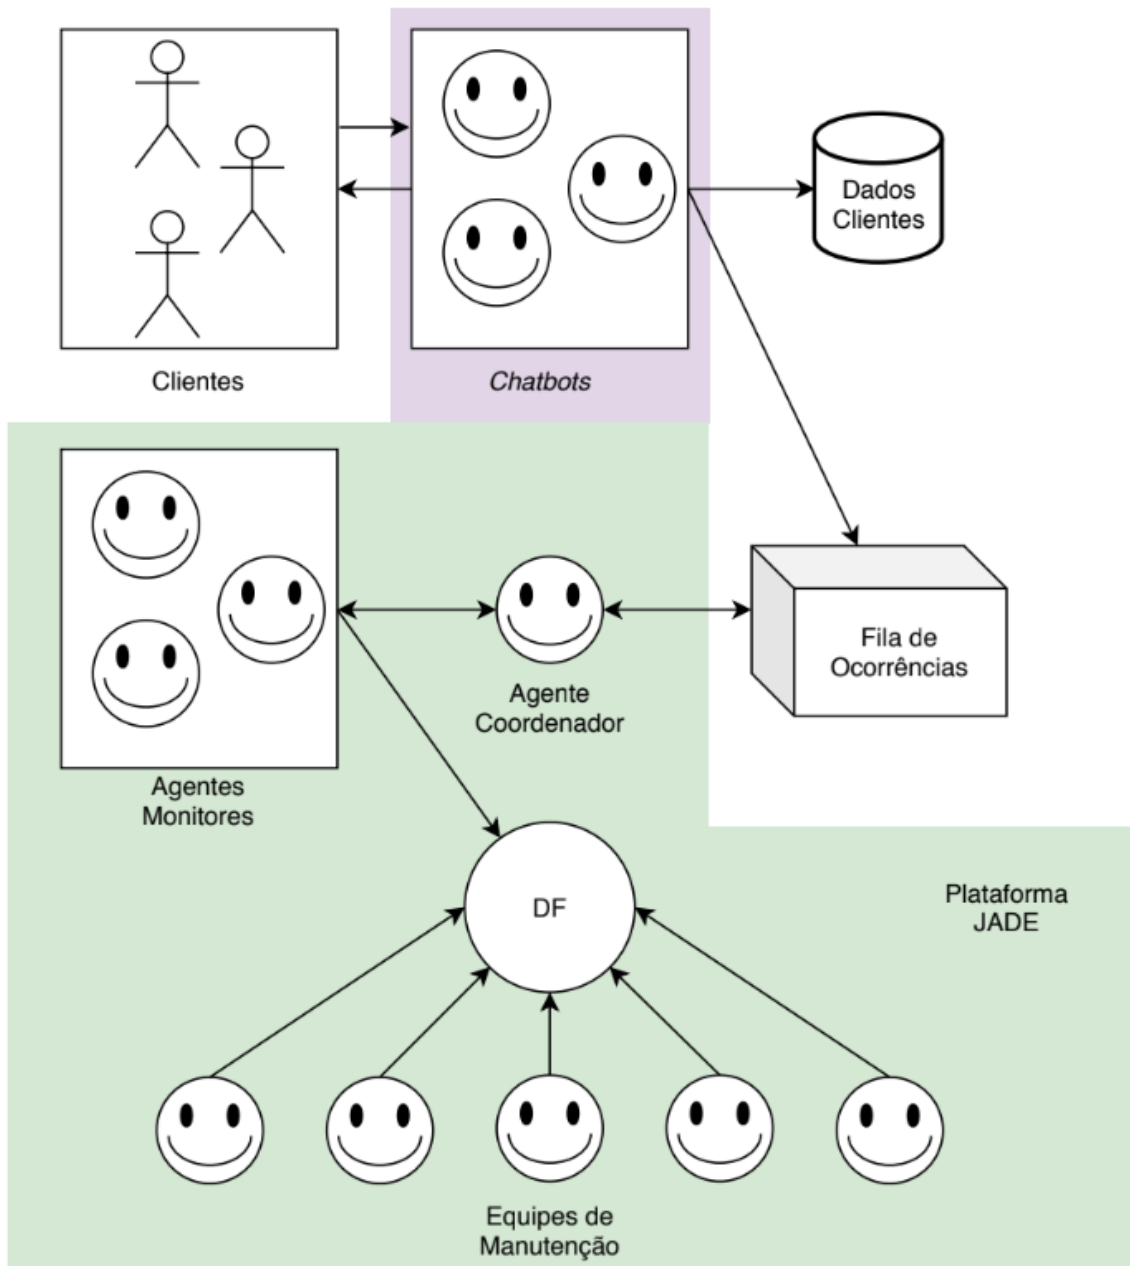 Dados
Clientes
Clientes
Chatbots
Fila de
Ocorrências
Agente
Coordenador
Agentes
Monitores
DF
Plataforma
JADE
Equipes de
Manutenção